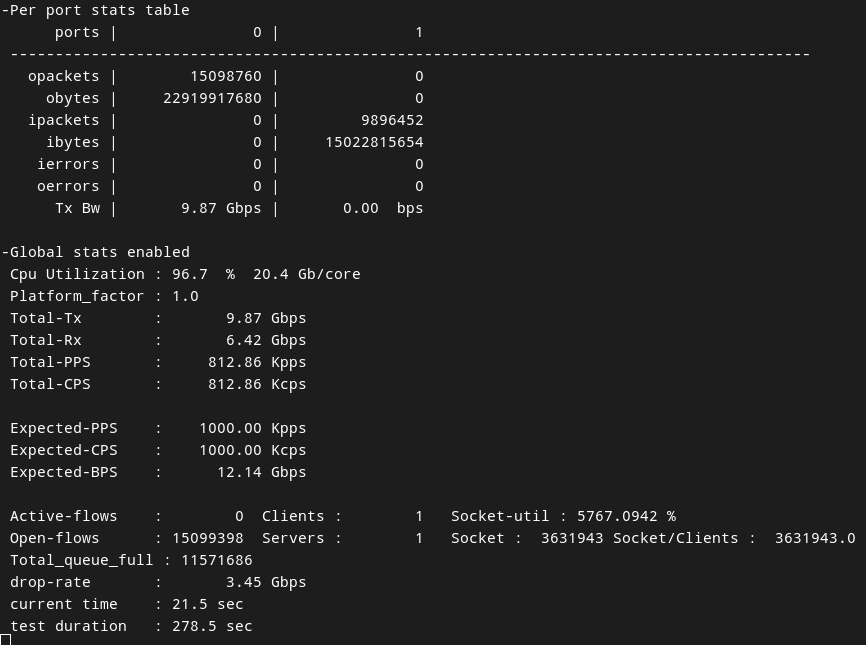 -Per port stats table
ports | 0 | 1
-----------------------------------------------------------------------------------------
opackets | 15098760 | 0
obytes | 22919917680 | 0
ipackets | 0 | 9896452
ibytes | 0 | 15022815654
ierrors | 0 | 0
oerrors | 0 | 0
Tx Bw | 9.87 Gbps | 0.00 bps
-Global stats enabled
Cpu Utilization : 96.7 % 20.4 Gb/core
Platform_factor : 1.0
Total-Tx : 9.87 Gbps
Total-Rx : 6.42 Gbps
Total-PPS : 812.86 Kpps
Total-CPS : 812.86 Kcps
Expected-PPS : 1000.00 Kpps
Expected-CPS : 1000.00 Kcps
Expected-BPS : 12.14 Gbps
Active-flows : 0 Clients : 1 Socket-util : 5767.0942 %
Open-flows : 15099398 Servers : 1 Socket : 3631943 Socket/Clients : 3631943.0
Total_queue_full : 11571686
drop-rate : 3.45 Gbps
current time : 21.5 sec
test duration : 278.5 sec